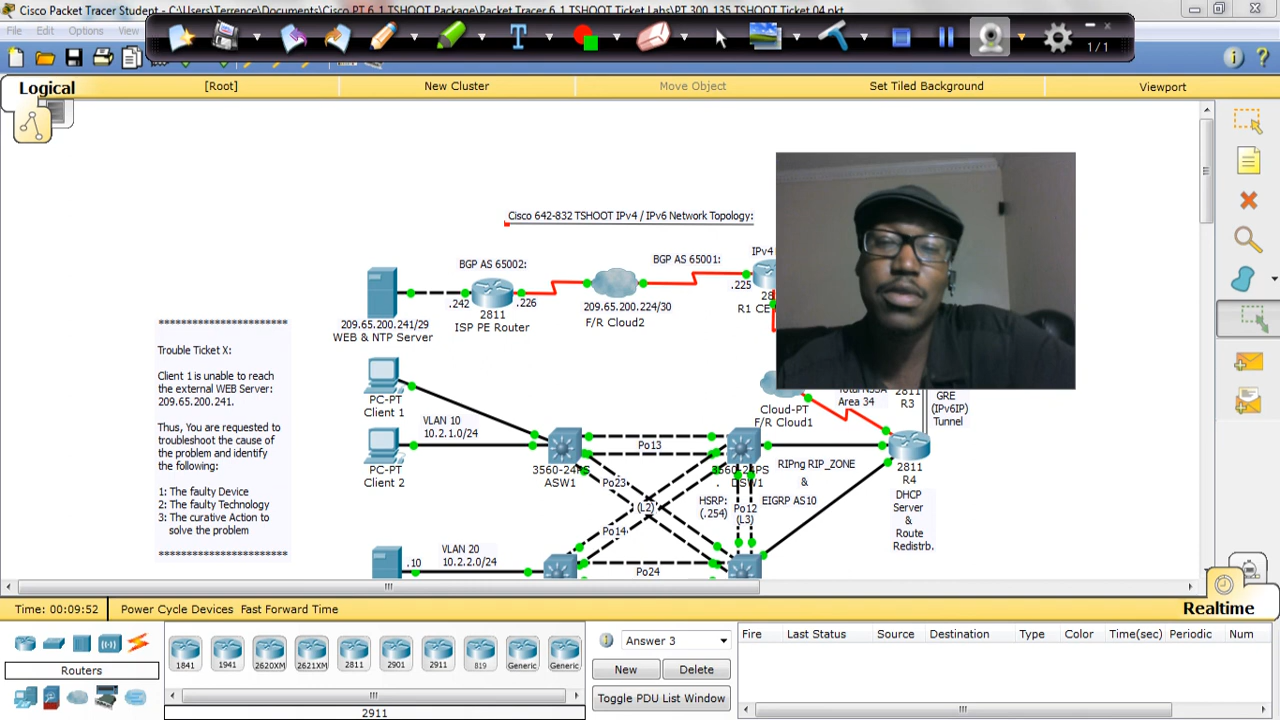 Cisco Packet Tracer Student - C:\Users\Terrence\Documents\Cisco PT 6.1 TSHOOT Package\Packet Tracer 6.1 TSHOOT Ticket Labs\PT 300-135 TSHOOT Ticket 04.pkt
File Edit Options View
1/1
Logical
[Root]
New Cluster
Move Object
Set Tiled Background
Viewport
Cisco 642-832 TSHOOT IPv4 / IPv6 Network Topology:
BGP AS 65002:
BGP AS 65001:
IPv4
.242
.226
.225
2811
ISP PE Router
209.65.200.224/30
F/R Cloud2
R1 CE
209.65.200.241/29
WEB & NTP Server
***********************
Trouble Ticket X:
Client 1 is unable to reach
the external WEB Server:
209.65.200.241.
Thus, You are requested to
troubleshoot the cause of
the problem and identify
the following:
1: The faulty Device
2: The faulty Technology
3: The curative Action to
solve the problem
***********************
PC-PT
Client 1
VLAN 10
10.2.1.0/24
PC-PT
Client 2
3560-24PS
ASW1
Po13
Po23
(L2)
Po14
Po24
3560-24PS
DSW1
HSRP:
(.254)
Po12
(L3)
Cloud-PT
F/R Cloud1
Total NSSA
Area 34
2811
R3
GRE
(IPv6IP)
Tunnel
RIPng RIP_ZONE
&
EIGRP AS10
2811
R4
DHCP
Server
&
Route
Redistrb.
.10
VLAN 20
10.2.2.0/24
Time: 00:09:52
Power Cycle Devices Fast Forward Time
Realtime
Routers
1841
1941
2620XM
2621XM
2811
2901
2911
819
Generic
Generic
2911
Answer 3
New
Delete
Toggle PDU List Window
Fire
Last Status
Source
Destination
Type
Color
Time(sec)
Periodic
Num